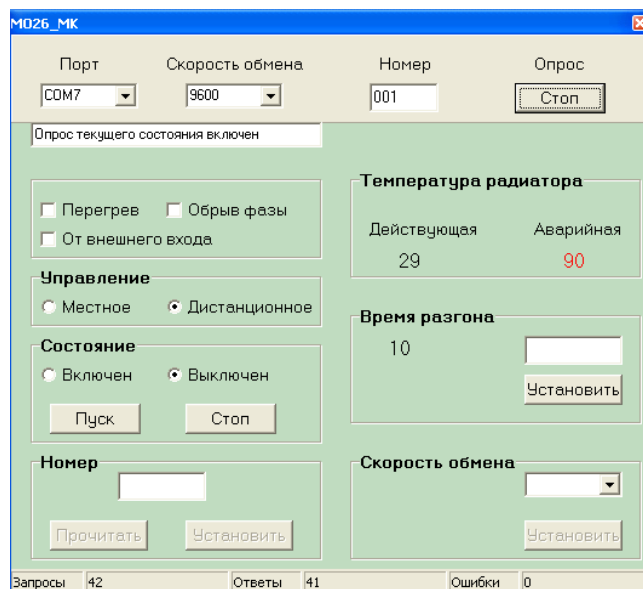 МО26_МК
Порт Скорость обмена Номер Опрос
COM7 9600 001 Стоп
Опрос текущего состояния включен
Температура радиатора
Перегрев Обрыв фазы
Действующая Аварийная
От внешнего входа
29 90
Управление
Местное Дистанционное
Время разгона
10
Состояние
Включен Выключен
Установить
Пуск Стоп
Номер
Скорость обмена
Прочитать Установить
Установить
Запросы 42 Ответы 41 Ошибки 0